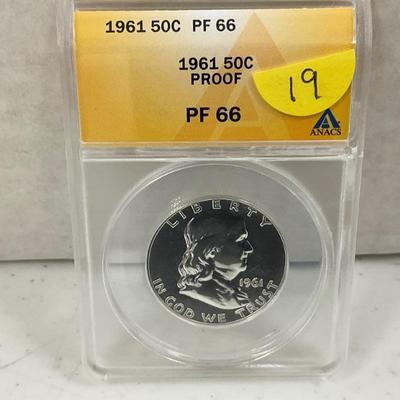 1961 50C PF 66
1961 50C
PROOF
PF 66
19
ANACS
LIBERTY
1961
IN GOD WE TRUST